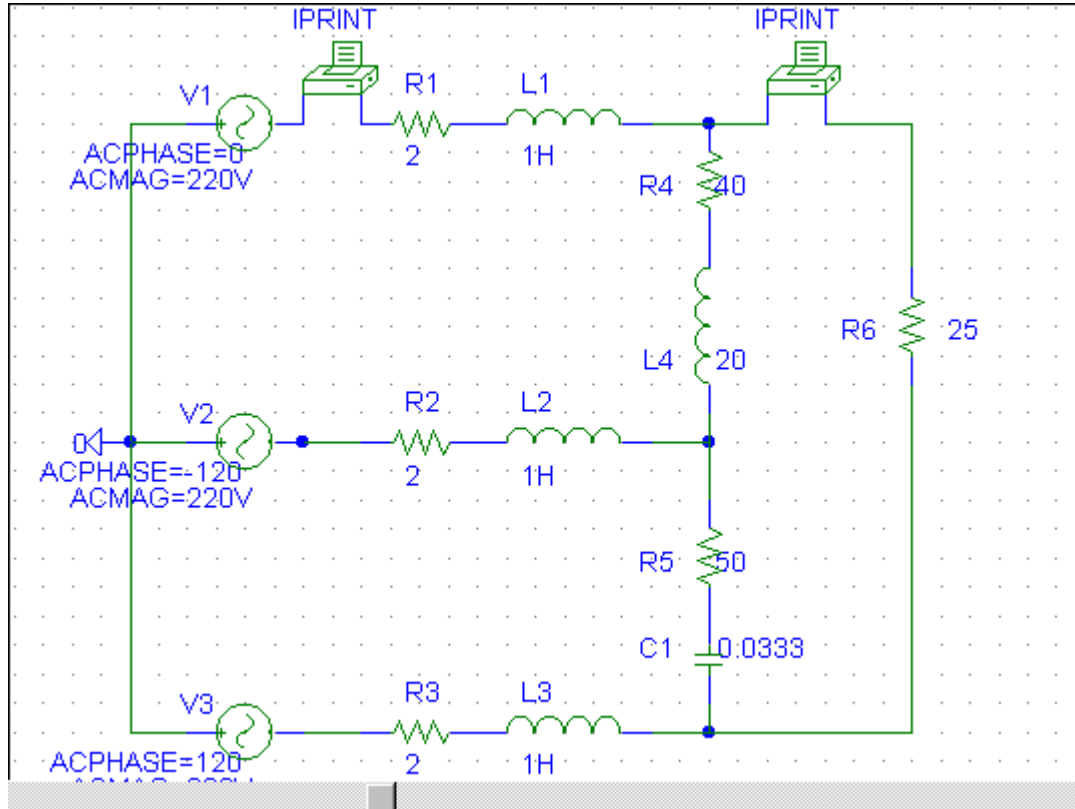 IPRINT
IPRINT
V1
R1
L1
ACPHASE=0
ACMAG=220V
2
1H
R4
40
R6
25
L4
20
V2
R2
L2
0
ACPHASE=-120
ACMAG=220V
2
1H
R5
50
C1
0.0333
V3
R3
L3
ACPHASE=120
2
1H